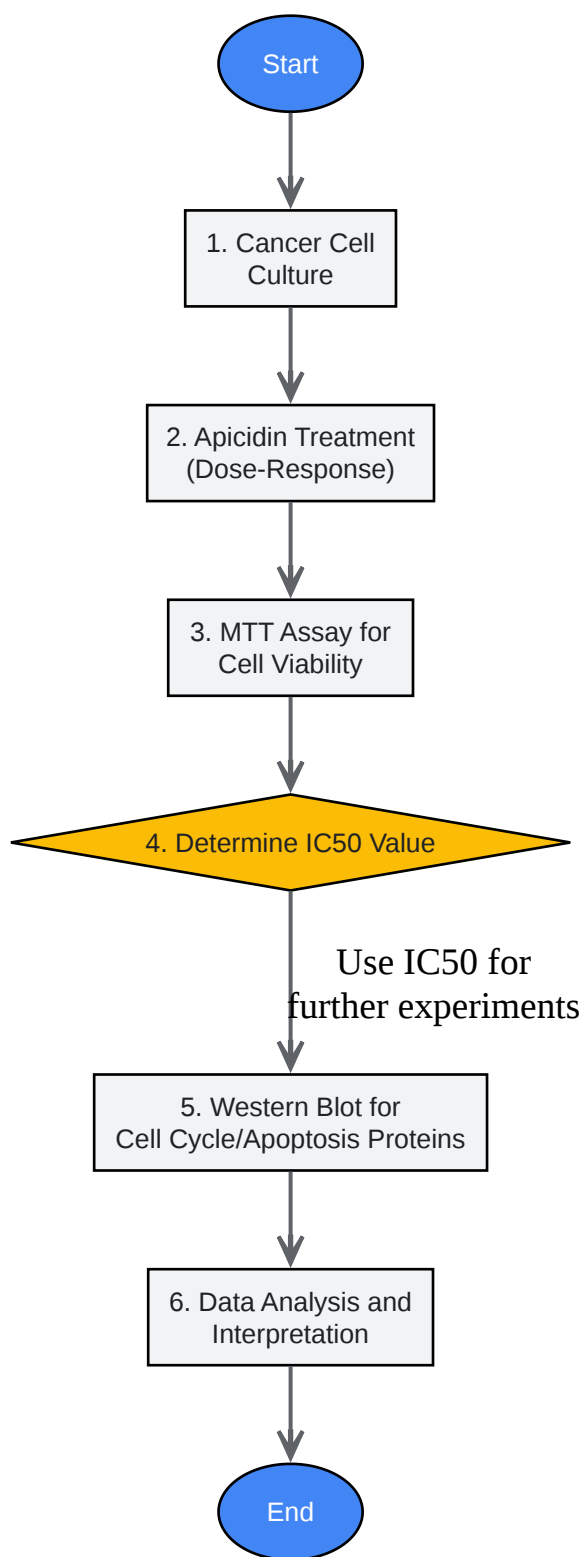 Start
1. Cancer Cell
Culture
2. Apicidin Treatment
(Dose-Response)
3. MTT Assay for
Cell Viability
4. Determine IC50 Value
Use IC50 for
further experiments
5. Western Blot for
Cell Cycle/Apoptosis Proteins
6. Data Analysis and
Interpretation
End